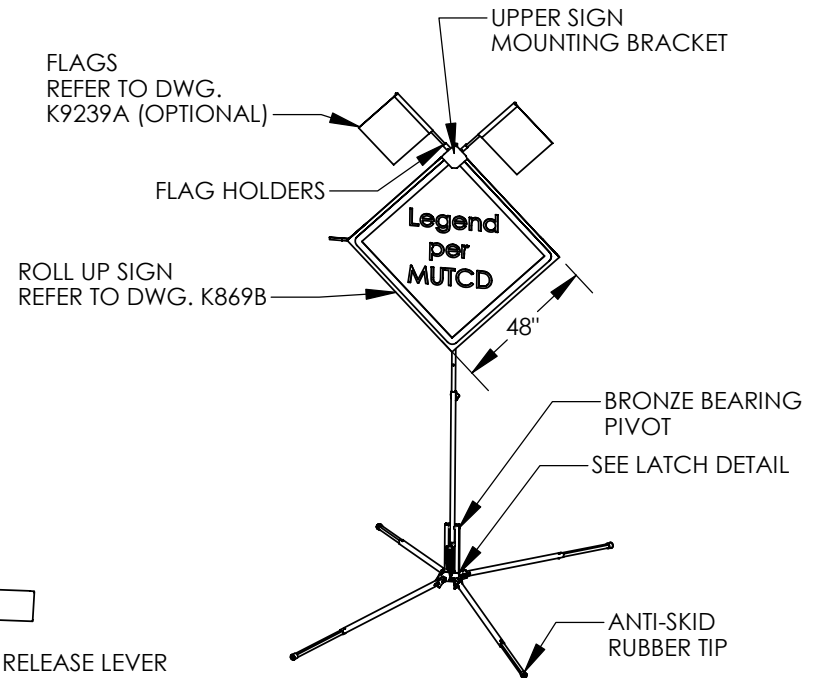 UPPER SIGN
MOUNTING BRACKET
FLAGS
REFER TO DWG.
K9239A (OPTIONAL)
FLAG HOLDERS
Legend
per
MUTCD
ROLL UP SIGN
REFER TO DWG. K869B
48"
BRONZE BEARING
PIVOT
SEE LATCH DETAIL
ANTI-SKID
RUBBER TIP
RELEASE LEVER